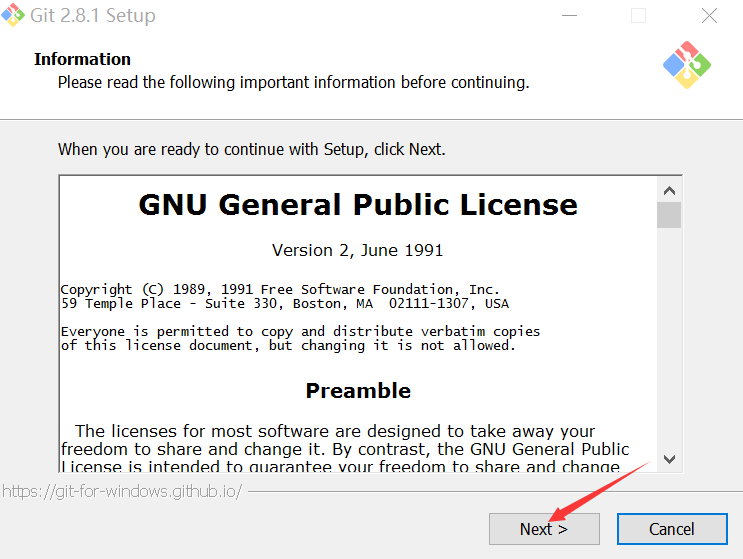 Git 2.8.1 Setup
Information
Please read the following important information before continuing.
When you are ready to continue with Setup, click Next.
GNU General Public License
Version 2, June 1991
Copyright (C) 1989, 1991 Free Software Foundation, Inc.
59 Temple Place - Suite 330, Boston, MA  02111-1307, USA
Everyone is permitted to copy and distribute verbatim copies
of this license document, but changing it is not allowed.
Preamble
The licenses for most software are designed to take away your
freedom to share and change it. By contrast, the GNU General Public
License is intended to guarantee your freedom to share and change
https://git-for-windows.github.io/
Next >
Cancel